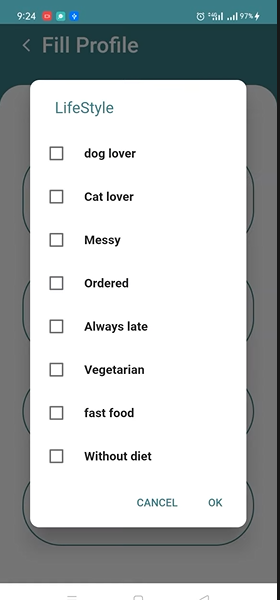 9:24
97%
Fill Profile
LifeStyle
dog lover
Cat lover
Messy
Ordered
Always late
Vegetarian
fast food
Without diet
CANCEL OK